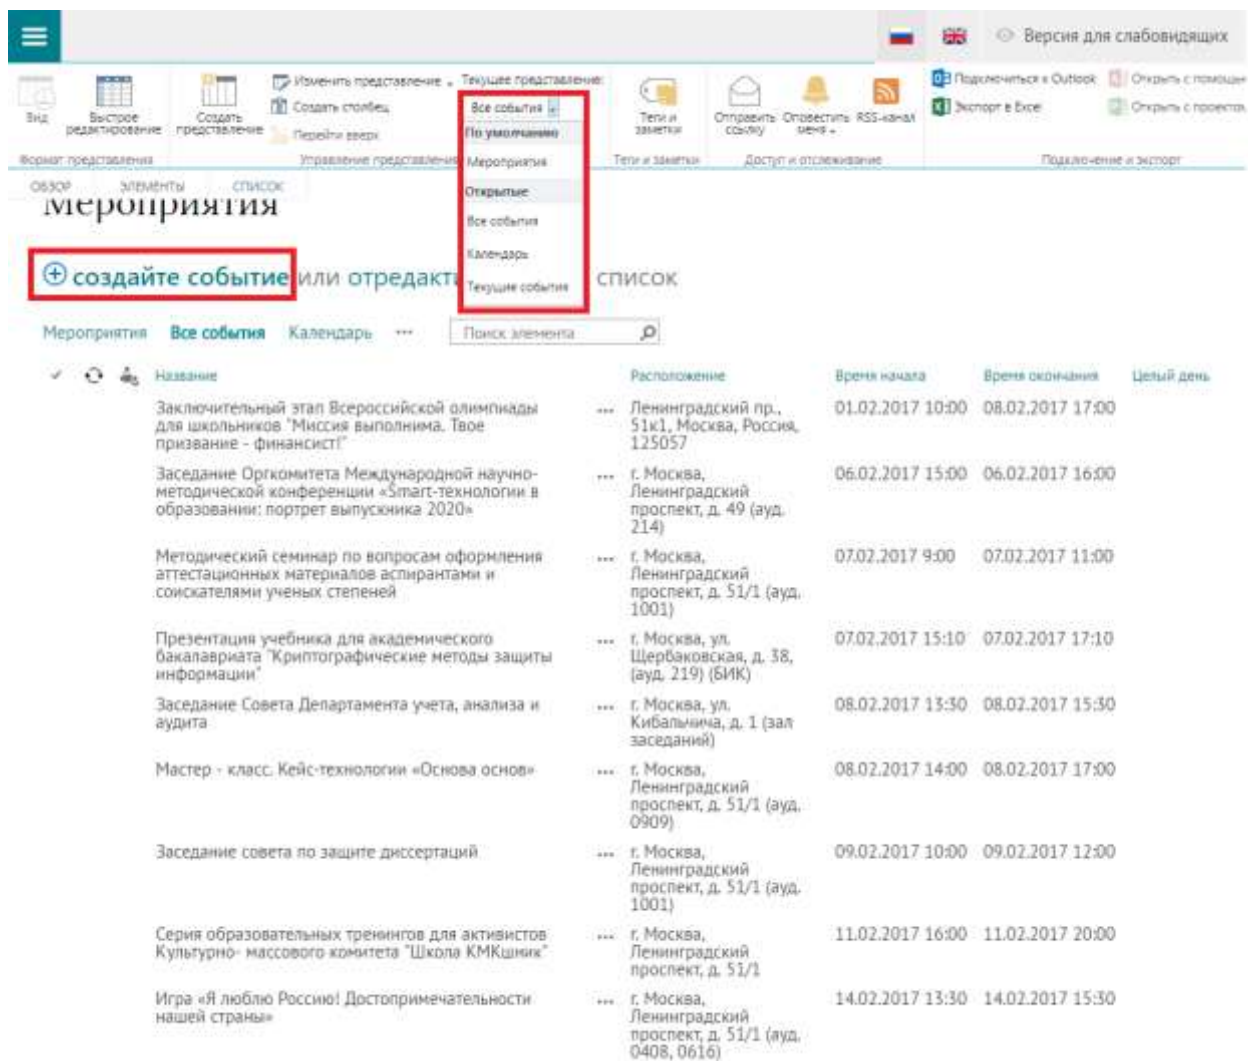 Версия для слабовидящих
Вид
Быстрое редактирование
Создать представление
Изменить представление
Создать столбец
Перейти вверх
Текущее представление:
Все события
По умолчанию
Мероприятия
Открытые
Все события
Календарь
Текущие события
Теги и заметки
Отправить ссылку
Оповестить меня
RSS-канал
Подключиться к Outlook
Экспорт в Excel
Открыть с помощью
Открыть с проектом
Формат представления
Управление представления
Теги и заметки
Доступ и отслеживание
Подключение и экспорт
ОБЗОР ЭЛЕМЕНТЫ СПИСОК
Мероприятия
создайте событие или отредакти список
Мероприятия Все события Календарь ••• Поиск элемента
Название Расположение Время начала Время окончания Целый день
Заключительный этап Всероссийской олимпиады ••• Ленинградский пр., 01.02.2017 10:00 08.02.2017 17:00
для школьников "Миссия выполнима. Твое 51к1, Москва, Россия,
призвание - финансист!" 125057
Заседание Оргкомитета Международной научно- ••• г. Москва, 06.02.2017 15:00 06.02.2017 16:00
методической конференции «Smart-технологии в Ленинградский
образовании: портрет выпускника 2020» проспект, д. 49 (ауд.
214)
Методический семинар по вопросам оформления ••• г. Москва, 07.02.2017 9:00 07.02.2017 11:00
аттестационных материалов аспирантами и Ленинградский
соискателями ученых степеней проспект, д. 51/1 (ауд.
1001)
Презентация учебника для академического ••• г. Москва, ул. 07.02.2017 15:10 07.02.2017 17:10
бакалавриата "Криптографические методы защиты Щербаковская, д. 38,
информации" (ауд. 219) (БИК)
Заседание Совета Департамента учета, анализа и ••• г. Москва, ул. 08.02.2017 13:30 08.02.2017 15:30
аудита Кибальчича, д. 1 (зал
заседаний)
Мастер - класс. Кейс-технологии «Основа основ» ••• г. Москва, 08.02.2017 14:00 08.02.2017 17:00
Ленинградский
проспект, д. 51/1 (ауд.
0909)
Заседание совета по защите диссертаций ••• г. Москва, 09.02.2017 10:00 09.02.2017 12:00
Ленинградский
проспект, д. 51/1 (ауд.
1001)
Серия образовательных тренингов для активистов ••• г. Москва, 11.02.2017 16:00 11.02.2017 20:00
Культурно- массового комитета "Школа КМКшник" Ленинградский
проспект, д. 51/1
Игра «Я люблю Россию! Достопримечательности ••• г. Москва, 14.02.2017 13:30 14.02.2017 15:30
нашей страны» Ленинградский
проспект, д. 51/1 (ауд.
0408, 0616)